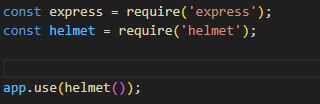 const express = require('express');
const helmet = require('helmet');
app.use(helmet());